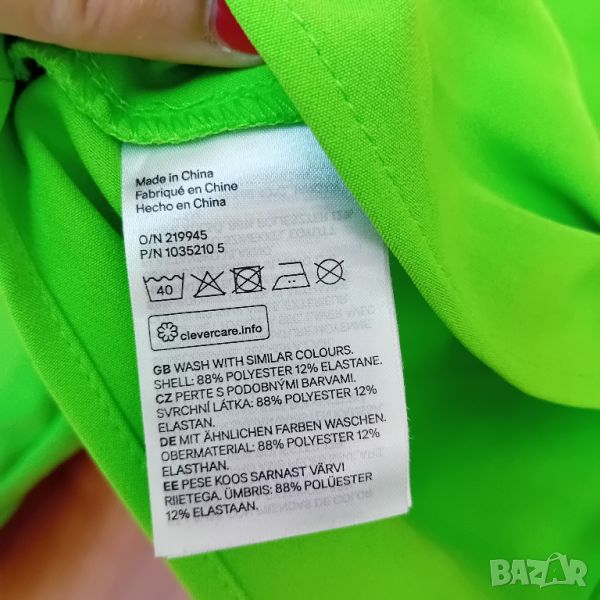 Made in China
Fabriqué en Chine
Hecho en China
O/N 219945
P/N 1035210 5
40
clevercare.info
GB WASH WITH SIMILAR COLOURS.
SHELL: 88% POLYESTER 12% ELASTANE.
CZ PERTE S PODOBNÝMI BARVAMI.
SVRCHNÍ LÁTKA: 88% POLYESTER 12%
ELASTAN.
DE MIT ÄHNLICHEN FARBEN WASCHEN.
OBERMATERIAL: 88% POLYESTER 12%
ELASTHAN.
EE PESE KOOS SARNAST VÄRVI
RIIETEGA. ÜMBRIS: 88% POLÜESTER
12% ELASTAAN.
BAZAR